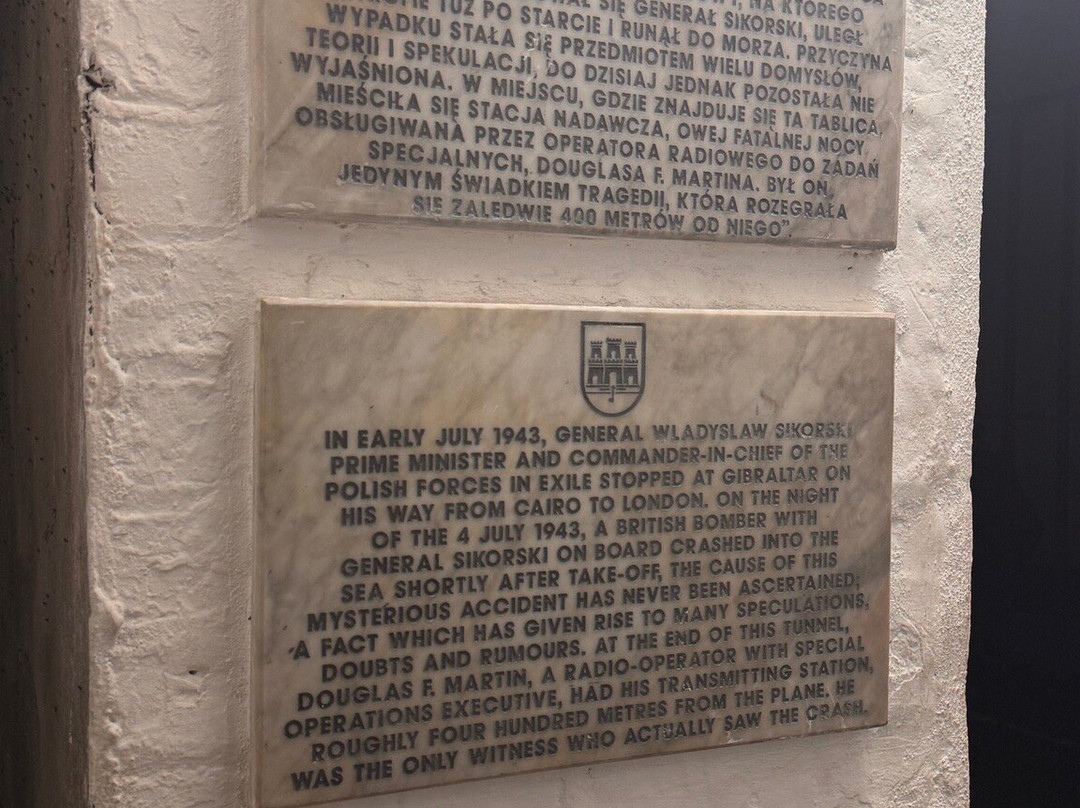 SIĘ GENERAŁ SIKORSKI, ULEGŁ
TUŻ PO STARCIE I RUNĄŁ DO MORZA. PRZYCZYNA
WYPADKU STAŁA SIĘ PRZEDMIOTEM WIELU DOMYSŁÓW,
TEORII I SPEKULACJI, DO DZISIAJ JEDNAK POZOSTAŁA NIE
WYJAŚNIONA. W MIEJSCU, GDZIE ZNAJDUJE SIĘ TA TABLICA,
MIEŚCIŁA SIĘ STACJA NADAWCZA, OWEJ FATALNEJ NOCY
OBSŁUGIWANA PRZEZ OPERATORA RADIOWEGO DO ZADAŃ
SPECJALNYCH, DOUGLASA F. MARTINA. BYŁ ON
JEDYNYM ŚWIADKIEM TRAGEDII, KTÓRA ROZEGRAŁA
SIĘ ZALEDWIE 400 METRÓW OD NIEGO”.
IN EARLY JULY 1943, GENERAL WLADYSLAW SIKORSKI
PRIME MINISTER AND COMMANDER-IN-CHIEF OF THE
POLISH FORCES IN EXILE STOPPED AT GIBRALTAR ON
HIS WAY FROM CAIRO TO LONDON. ON THE NIGHT
OF THE 4 JULY 1943, A BRITISH BOMBER WITH
GENERAL SIKORSKI ON BOARD CRASHED INTO THE
SEA SHORTLY AFTER TAKE-OFF, THE CAUSE OF THIS
MYSTERIOUS ACCIDENT HAS NEVER BEEN ASCERTAINED;
A FACT WHICH HAS GIVEN RISE TO MANY SPECULATIONS,
DOUBTS AND RUMOURS. AT THE END OF THIS TUNNEL,
DOUGLAS F. MARTIN, A RADIO-OPERATOR WITH SPECIAL
OPERATIONS EXECUTIVE, HAD HIS TRANSMITTING STATION,
ROUGHLY FOUR HUNDRED METRES FROM THE PLANE. HE
WAS THE ONLY WITNESS WHO ACTUALLY SAW THE CRASH.